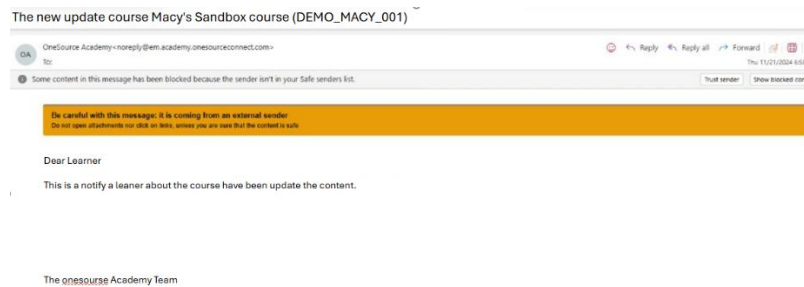 The new update course Macy's Sandbox course (DEMO_MACY_001)
OA
OneSource Academy<noreply@em.academy.onesourceconnect.com>
To:
Reply Reply all Forward
Thu 11/21/2024
Some content in this message has been blocked because the sender isn't in your Safe senders list.
Trust sender Show blocked
Be careful with this message: it is coming from an external sender
Do not open attachments nor click on links, unless you are sure that the content is safe
Dear Learner
This is a notify a leaner about the course have been update the content.
The onesourse Academy Team